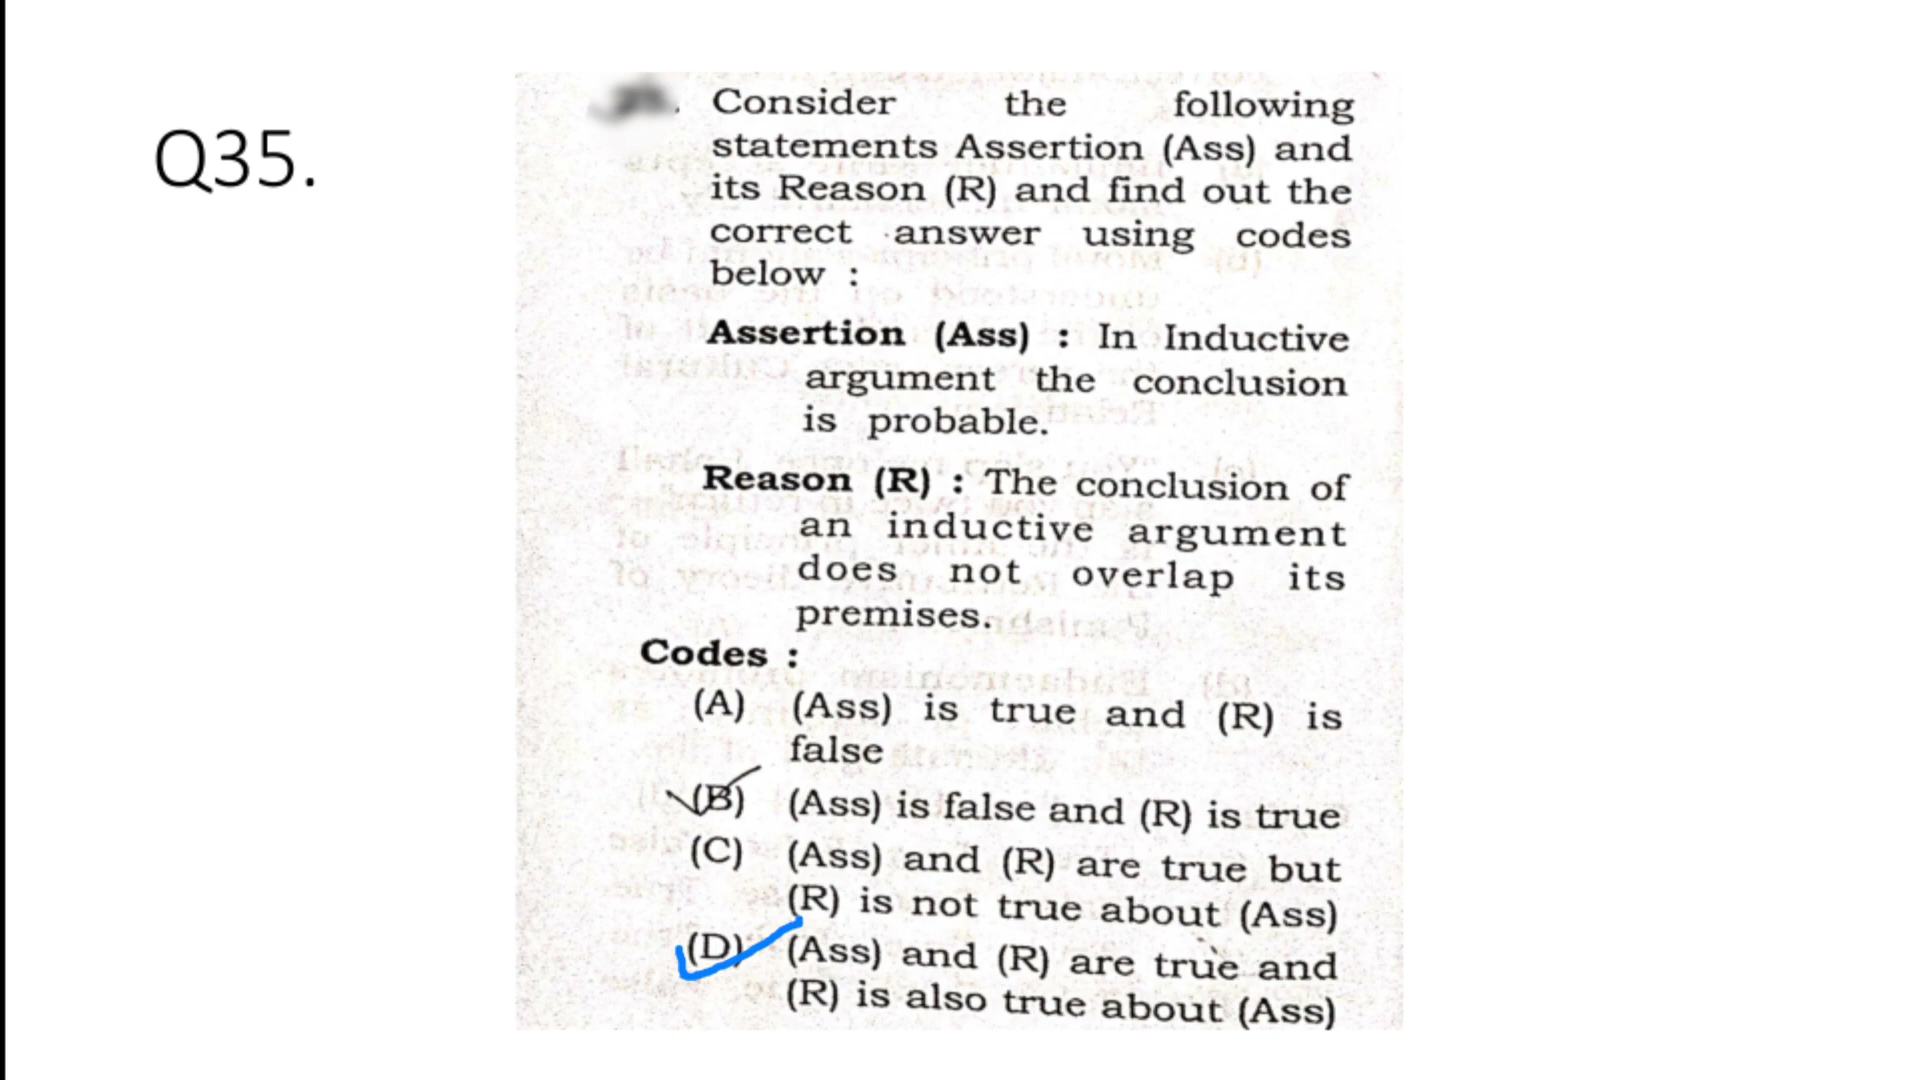 Q35.
Consider the following
statements Assertion (Ass) and
its Reason (R) and find out the
correct answer using codes
below :
Assertion (Ass) : In Inductive
argument the conclusion
is probable.
Reason (R) : The conclusion of
an inductive argument
does not overlap its
premises.
Codes :
(A) (Ass) is true and (R) is
false
(B) (Ass) is false and (R) is true
(C) (Ass) and (R) are true but
(R) is not true about (Ass)
(D) (Ass) and (R) are true and
(R) is also true about (Ass)